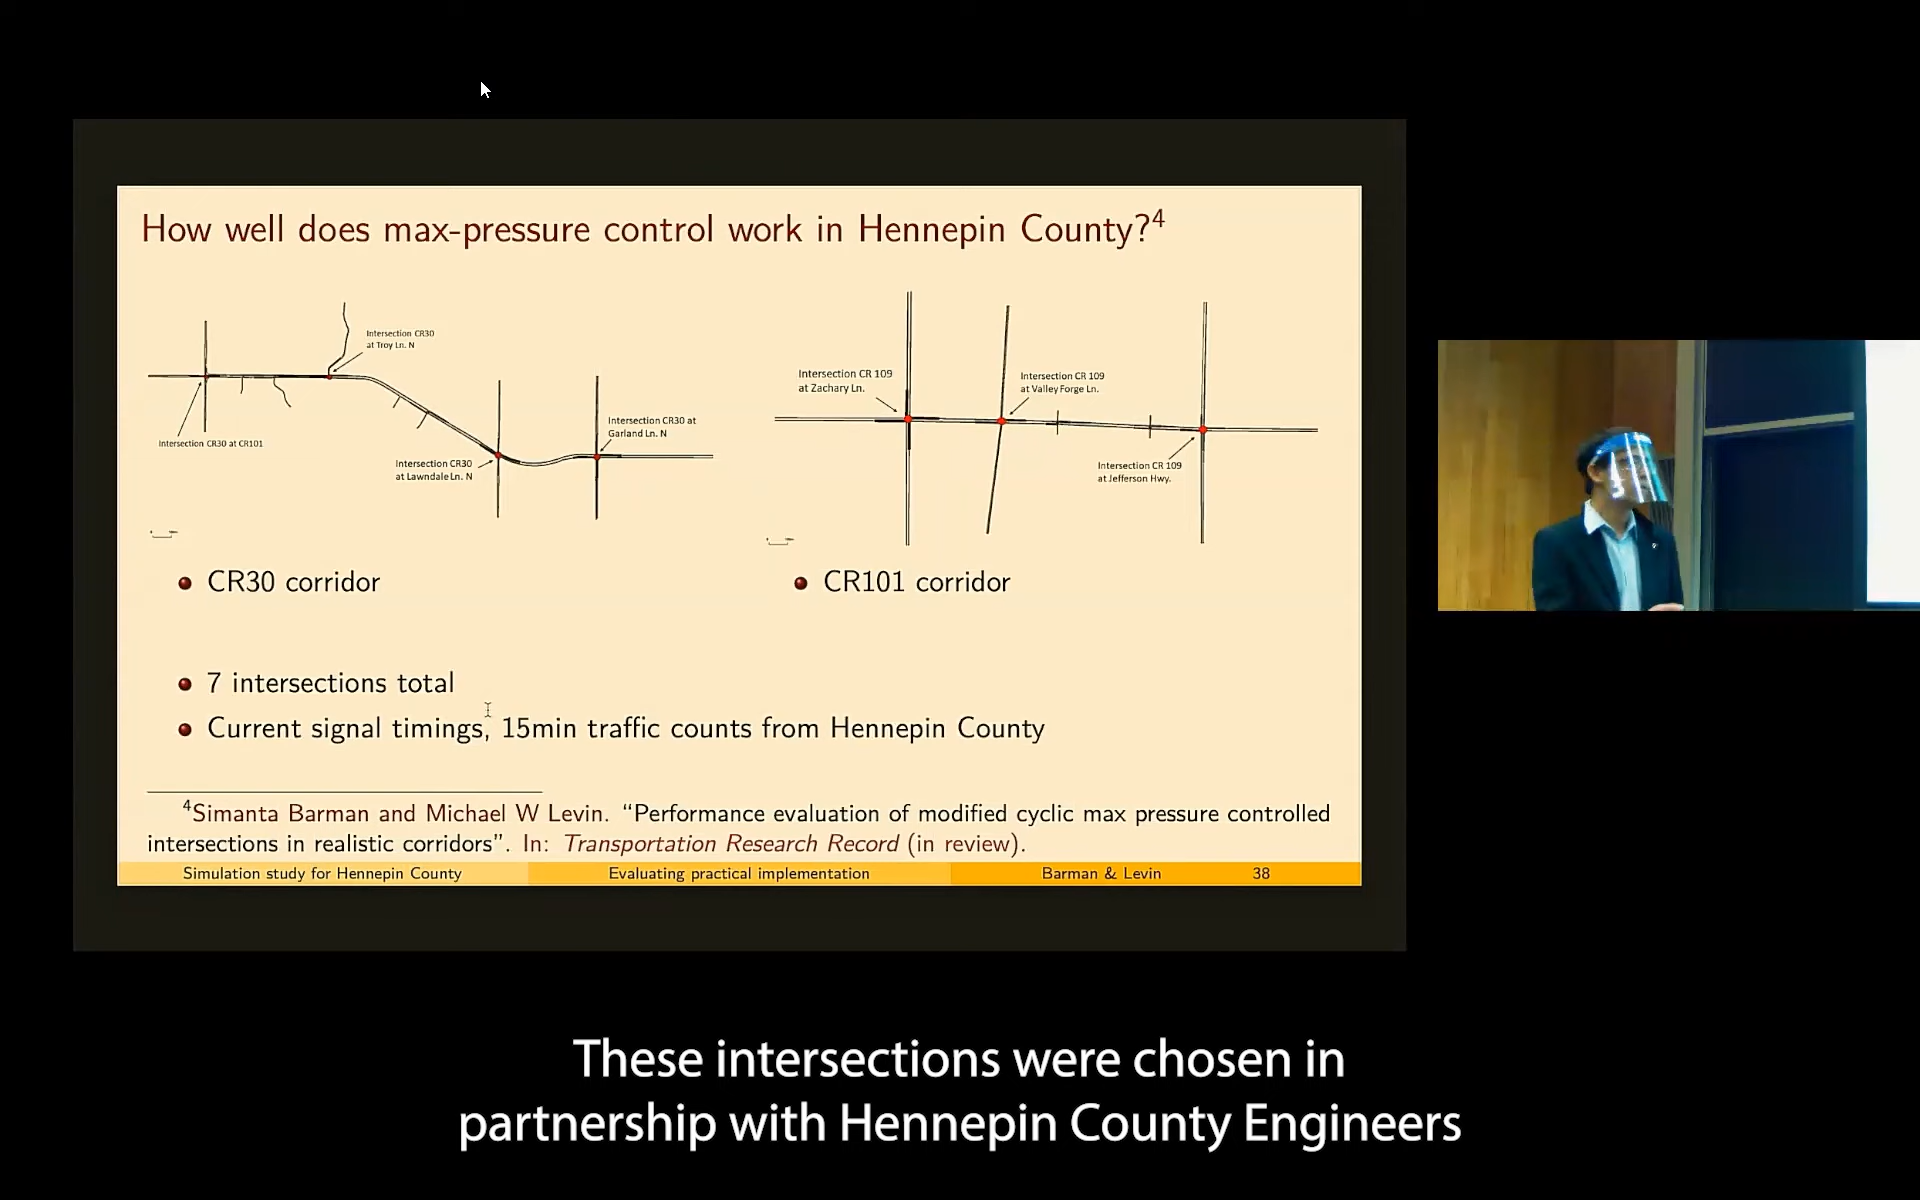 How well does max-pressure control work in Hennepin County?4
Intersection CR30
at Troy Ln. N
Intersection CR30 at CR101
Intersection CR30
at Lawndale Ln. N
Intersection CR30 at
Garland Ln. N
Intersection CR 109
at Zachary Ln.
Intersection CR 109
at Valley Forge Ln.
Intersection CR 109
at Jefferson Hwy.
CR30 corridor
CR101 corridor
7 intersections total
Current signal timings, 15min traffic counts from Hennepin County
4Simanta Barman and Michael W Levin. “Performance evaluation of modified cyclic max pressure controlled
intersections in realistic corridors”. In: Transportation Research Record (in review).
Simulation study for Hennepin County
Evaluating practical implementation
Barman & Levin
38
These intersections were chosen in
partnership with Hennepin County Engineers